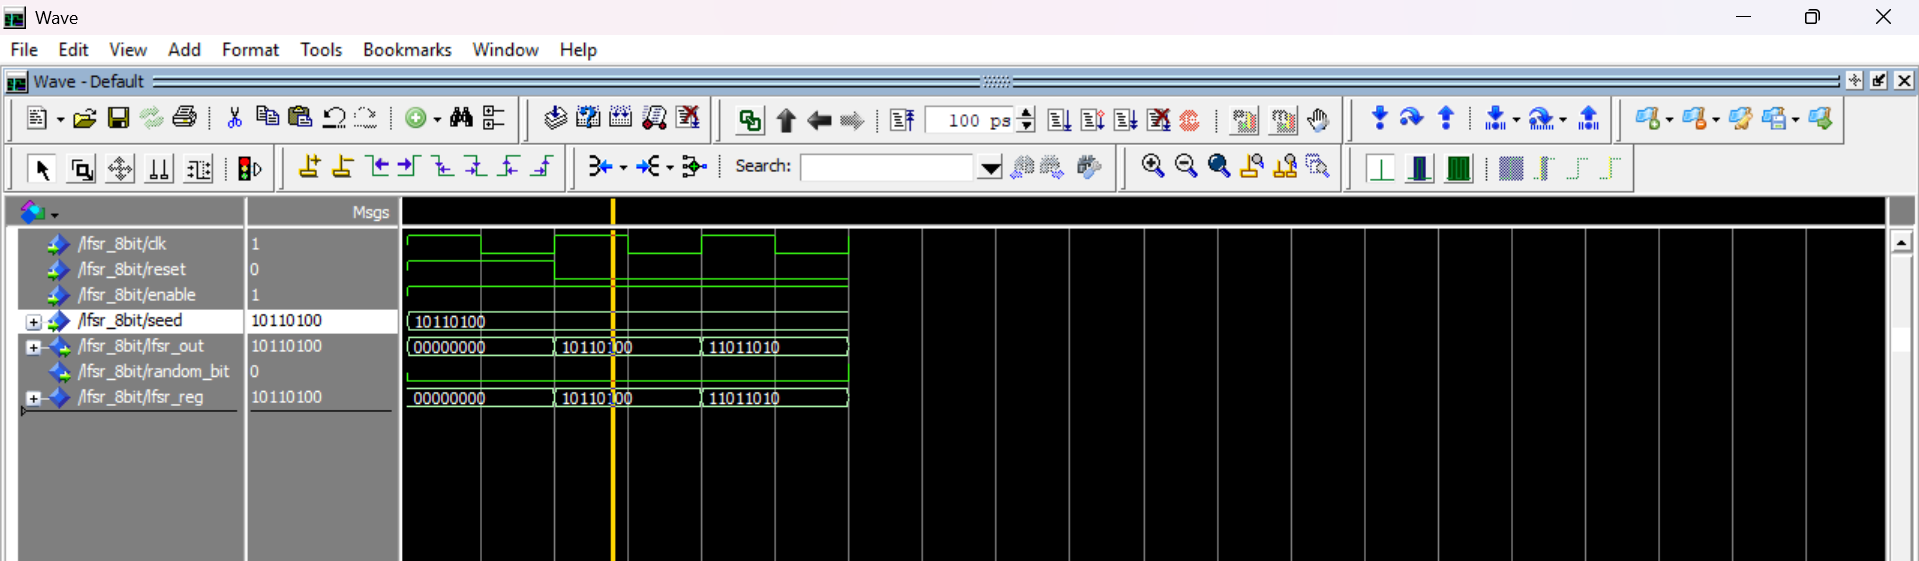 Wave
File Edit View Add Format Tools Bookmarks Window Help
Wave - Default
100 ps
Search:
Msgs
/lfsr_8bit/clk 1
/lfsr_8bit/reset 0
/lfsr_8bit/enable 1
/lfsr_8bit/seed 10110100 10110100
/lfsr_8bit/lfsr_out 10110100 00000000 10110100 11011010
/lfsr_8bit/random_bit 0
/lfsr_8bit/lfsr_reg 10110100 00000000 10110100 11011010